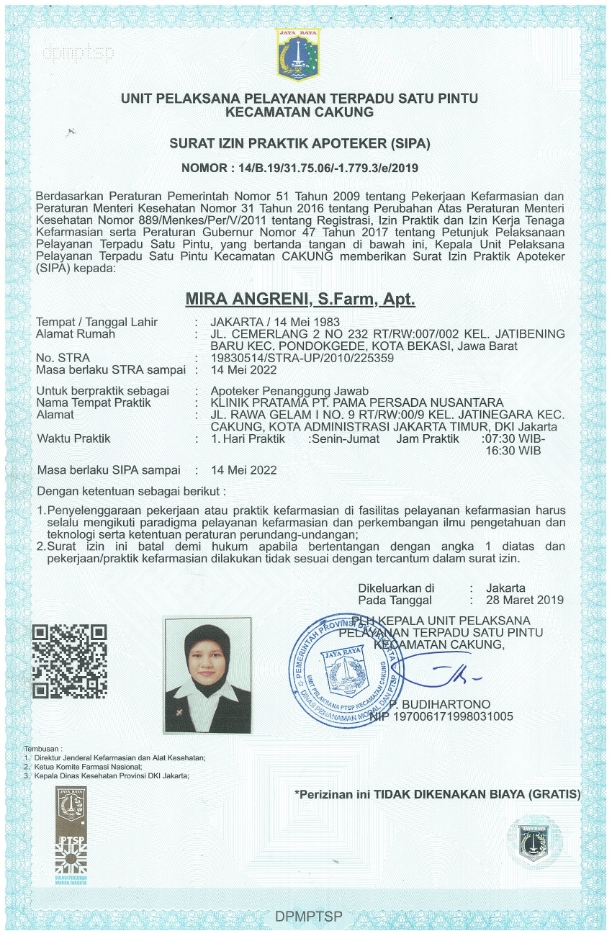 dpmptsp
JAYA RAYA
UNIT PELAKSANA PELAYANAN TERPADU SATU PINTU
KECAMATAN CAKUNG
SURAT IZIN PRAKTIK APOTEKER (SIPA)
NOMOR : 14/B.19/31.75.06/-1.779.3/e/2019
Berdasarkan Peraturan Pemerintah Nomor 51 Tahun 2009 tentang Pekerjaan Kefarmasian dan
Peraturan Menteri Kesehatan Nomor 31 Tahun 2016 tentang Perubahan Atas Peraturan Menteri
Kesehatan Nomor 889/Menkes/Per/V/2011 tentang Registrasi, Izin Praktik dan Izin Kerja Tenaga
Kefarmasian serta Peraturan Gubernur Nomor 47 Tahun 2017 tentang Petunjuk Pelaksanaan
Pelayanan Terpadu Satu Pintu, yang bertanda tangan di bawah ini, Kepala Unit Pelaksana
Pelayanan Terpadu Satu Pintu Kecamatan CAKUNG memberikan Surat Izin Praktik Apoteker
(SIPA) kepada:
MIRA ANGRENI, S.Farm, Apt.
Tempat / Tanggal Lahir : JAKARTA / 14 Mei 1983
Alamat Rumah : JL. CEMERLANG 2 NO 232 RT/RW:007/002 KEL. JATIBENING
BARU KEC. PONDOKGEDE, KOTA BEKASI, Jawa Barat
No. STRA : 19830514/STRA-UP/2010/225359
Masa berlaku STRA sampai : 14 Mei 2022
Untuk berpraktik sebagai : Apoteker Penanggung Jawab
Nama Tempat Praktik : KLINIK PRATAMA PT. PAMA PERSADA NUSANTARA
Alamat : JL. RAWA GELAM I NO. 9 RT/RW:00/9 KEL. JATINEGARA KEC.
CAKUNG, KOTA ADMINISTRASI JAKARTA TIMUR, DKI Jakarta
Waktu Praktik : 1. Hari Praktik :Senin-Jumat Jam Praktik :07:30 WIB-
16:30 WIB
Masa berlaku SIPA sampai : 14 Mei 2022
Dengan ketentuan sebagai berikut :
1.Penyelenggaraan pekerjaan atau praktik kefarmasian di fasilitas pelayanan kefarmasian harus
selalu mengikuti paradigma pelayanan kefarmasian dan perkembangan ilmu pengetahuan dan
teknologi serta ketentuan peraturan perundang-undangan;
2.Surat izin ini batal demi hukum apabila bertentangan dengan angka 1 diatas dan
pekerjaan/praktik kefarmasian dilakukan tidak sesuai dengan tercantum dalam surat izin.
Dikeluarkan di : Jakarta
Pada Tanggal : 28 Maret 2019
PLH KEPALA UNIT PELAKSANA
PELAYANAN TERPADU SATU PINTU
KECAMATAN CAKUNG,
PEMERINTAH PROVINSI
JAYA RAYA
UNIT PELAKSANA PTSP KECAMATAN CAKUNG
DINAS PENANAMAN MODAL DAN PTSP
P. BUDIHARTONO
NIP 197006171998031005
Tembusan :
1. Direktur Jenderal Kefarmasian dan Alat Kesehatan;
2. Ketua Komite Farmasi Nasional;
3. Kepala Dinas Kesehatan Provinsi DKI Jakarta;
*Perizinan ini TIDAK DIKENAKAN BIAYA (GRATIS)
PTSP
DPMPTSP